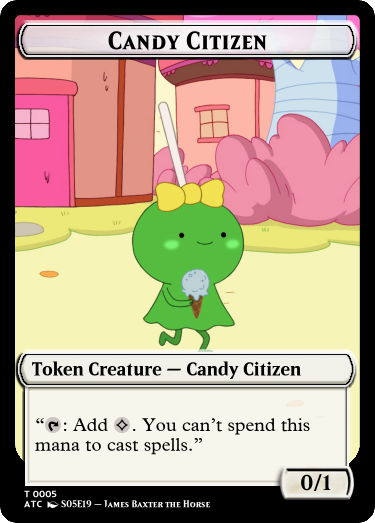 Candy Citizen
Token Creature — Candy Citizen
“: Add . You can’t spend this
mana to cast spells.”
0/1
T 0005
ATC S05E19 – James Baxter the Horse